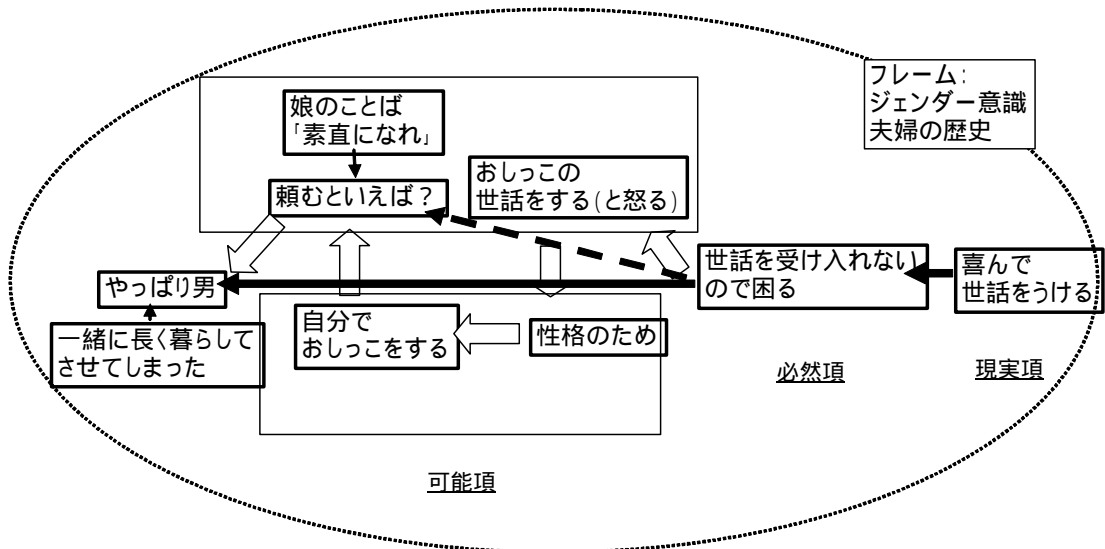 フレーム：
ジェンダー意識
夫婦の歴史
娘のことば
「素直になれ」
頼むといえば？
おしっこの
世話をする(と怒る)
やっぱり男
一緒に長く暮らして
させてしまった
自分で
おしっこをする
性格のため
世話を受け入れない
ので困る
喜んで
世話をうける
必然項
現実項
可能項